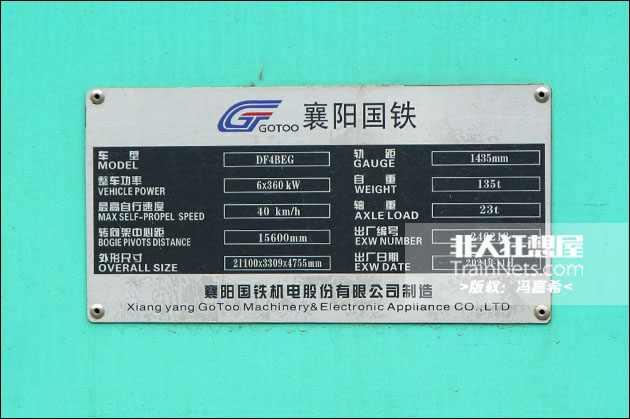 GOTOO 襄阳国铁
车型 DF4BEG 轨距 1435mm
MODEL GAUGE
整车功率 6x360kW 自重 135t
VEHICLE POWER WEIGHT
最高自行速度 40 km/h 轴重 23t
MAX SELF-PROPEL SPEED AXLE LOAD
转向架中心距 15600mm 出厂编号
BOGIE PIVOTS DISTANCE EXW NUMBER
外形尺寸 21100x3309x4755mm 出厂日期
OVERALL SIZE EXW DATE
非人狂想屋
TrainNets.com
>版权：冯嘉希<
襄阳国铁机电股份有限公司制造
Xiang yang GoToo Machinery&Electronic Appliance CO.,LTD